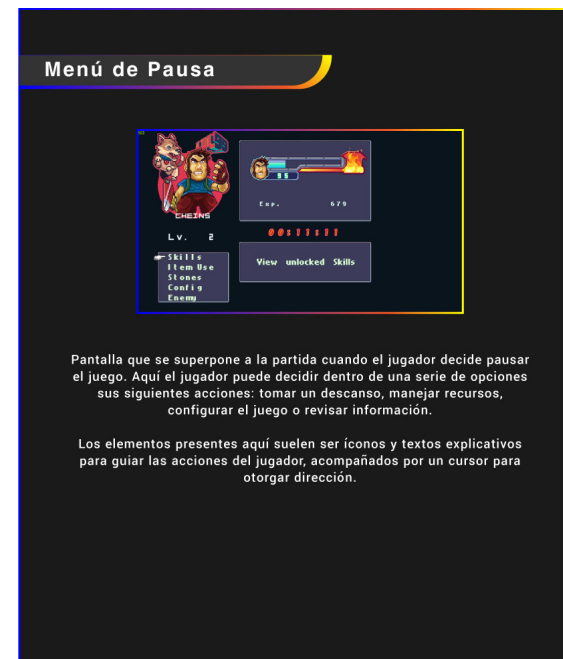 Menú de Pausa
CHEINS
Lv. 2
95
Exp. 679
00:11:11
Skills
Item Use
Stones
Config
Enemy
View unlocked Skills
Pantalla que se superpone a la partida cuando el jugador decide pausar
el juego. Aquí el jugador puede decidir dentro de una serie de opciones
sus siguientes acciones: tomar un descanso, manejar recursos,
configurar el juego o revisar información.
Los elementos presentes aquí suelen ser íconos y textos explicativos
para guiar las acciones del jugador, acompañados por un cursor para
otorgar dirección.